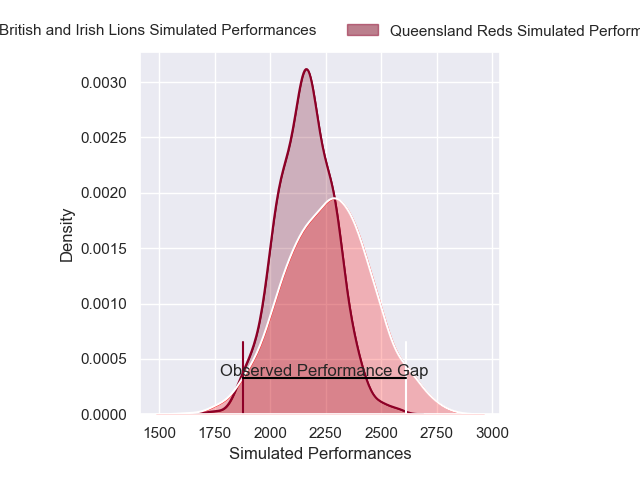 British and Irish Lions Simulated Performances
Queensland Reds Simulated Perform
0.0030
0.0025
0.0020
0.0015
0.0010
0.0005
0.0000
Density
Observed Performance Gap
1500 1750 2000 2250 2500 2750 3000
Simulated Performances